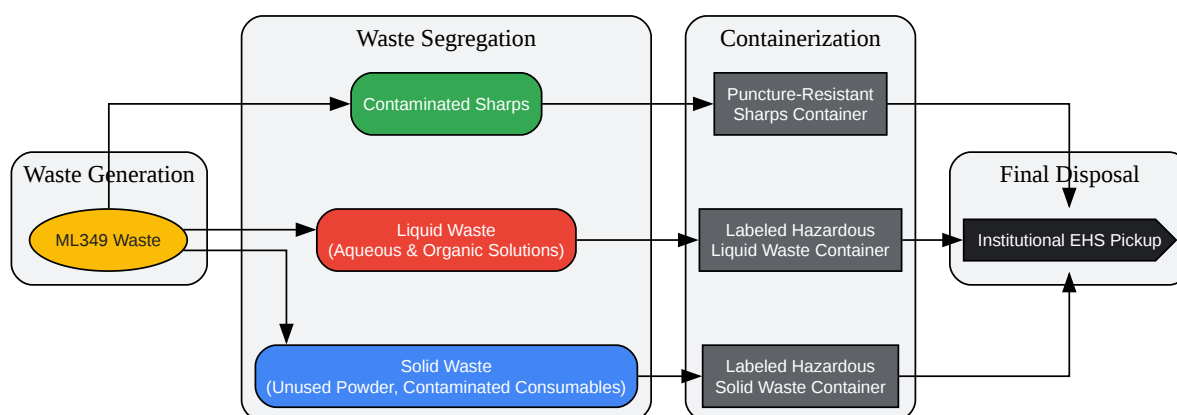 Waste Segregation
Containerization
Contaminated Sharps
Puncture-Resistant
Sharps Container
Waste Generation
Final Disposal
ML349 Waste
Liquid Waste
(Aqueous & Organic Solutions)
Labeled Hazardous
Liquid Waste Container
Institutional EHS Pickup
Solid Waste
(Unused Powder, Contaminated Consumables)
Labeled Hazardous
Solid Waste Container